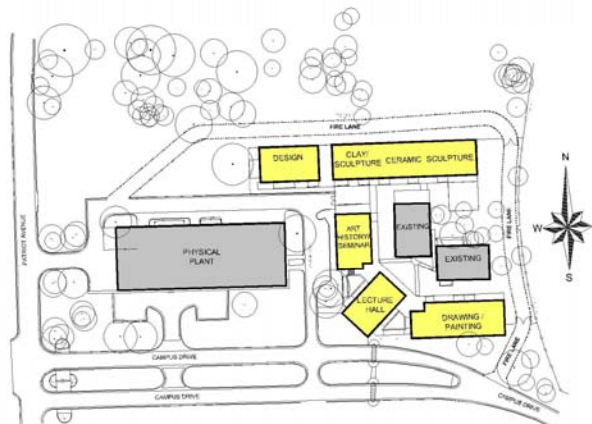 FIRE LANE
DESIGN
CLAY/
SCULPTURE CERAMIC SCULPTURE
N
W
S
PATRIOT AVENUE
PHYSICAL
PLANT
ART
HISTORY/
SEMINAR
EXISTING
EXISTING
FIRE LANE
LECTURE
HALL
DRAWING /
PAINTING
FIRE LANE
CAMPUS DRIVE
CAMPUS DRIVE
CAMPUS DRIVE